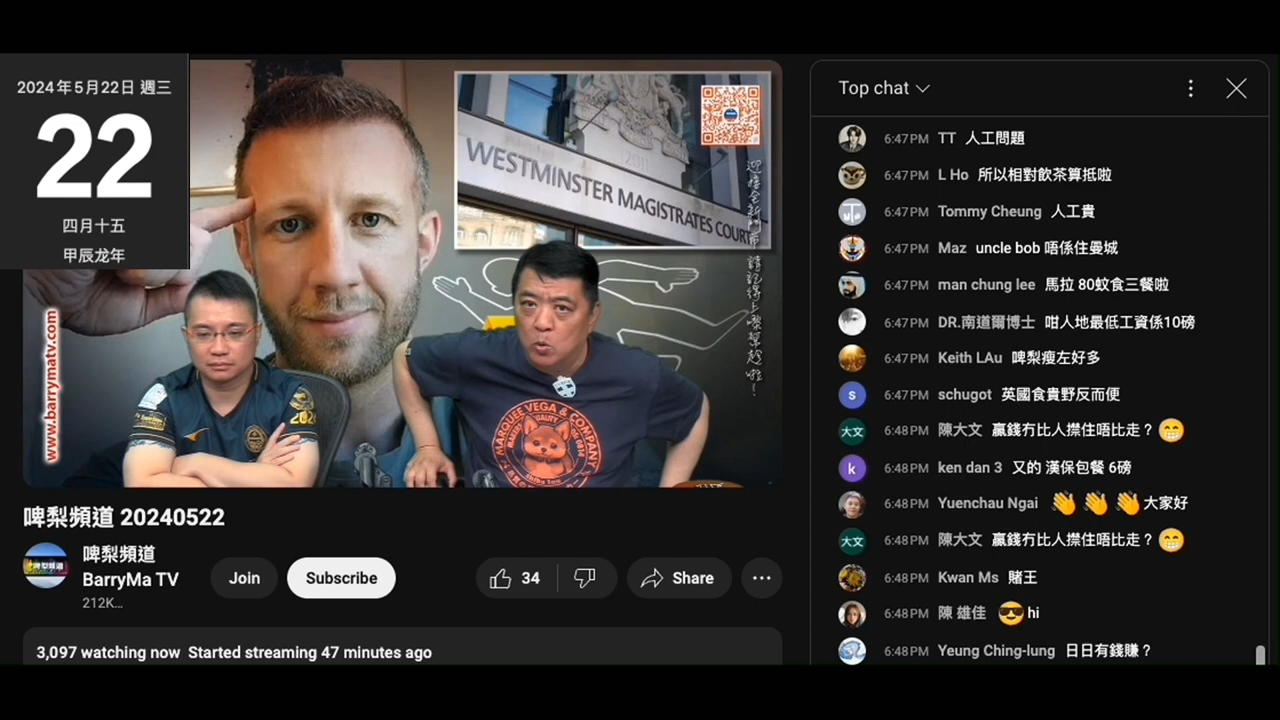 2024年5月22日 週三
22
四月十五
甲辰龙年
WESTMINSTER MAGISTRATES COURT
2011
www.barrymatv.com
2024
MARQUEE VEGA & COMPANY
啤梨頻道 20240522
啤梨頻道
BarryMa TV
212K...
Join
Subscribe
34
Share
3,097 watching now Started streaming 47 minutes ago
Top chat
6:47PM TT 人工問題
6:47PM L Ho 所以相對飲茶算抵啦
6:47PM Tommy Cheung 人工貴
6:47PM Maz uncle bob 唔係住曼城
6:47PM man chung lee 馬拉 80蚊食三餐啦
6:47PM DR.南道爾博士 咁人地最低工資係10磅
6:47PM Keith LAu 啤梨瘦左好多
s
6:47PM schugot 英國食貴野反而便
大文
6:48PM 陳大文 贏錢冇比人㩒住唔比走？😁
k
6:48PM ken dan 3 又的 漢保包餐 6磅
6:48PM Yuenchau Ngai 👋👋👋大家好
大文
6:48PM 陳大文 贏錢冇比人㩒住唔比走？😁
6:48PM Kwan Ms 賭王
6:48PM 陳 雄佳 😎hi
6:48PM Yeung Ching-lung 日日有錢賺？